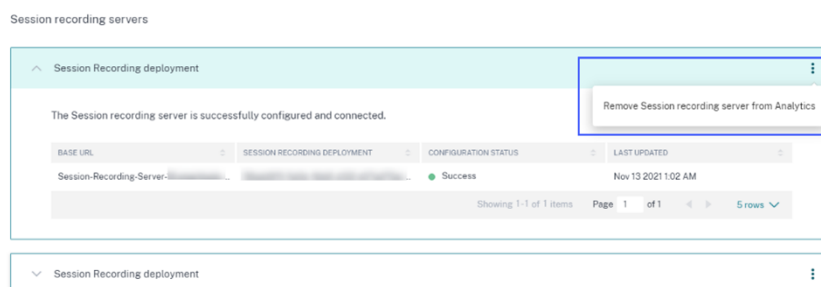 Session recording servers
Session Recording deployment
Remove Session recording server from Analytics
The Session recording server is successfully configured and connected.
BASE URL SESSION RECORDING DEPLOYMENT CONFIGURATION STATUS LAST UPDATED
Session-Recording-Server- ... ... Success Nov 13 2021 1:02 AM
Showing 1-1 of 1 items Page 1 of 1 5 rows
Session Recording deployment